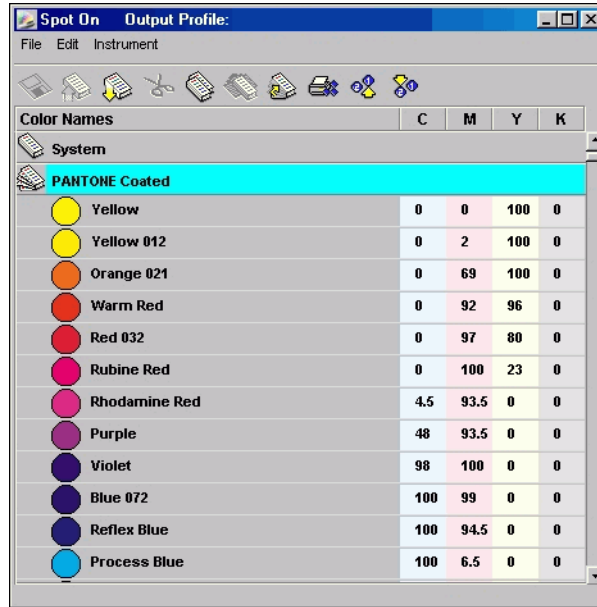 Spot On Output Profile:
File Edit Instrument
Color Names C M Y K
System
PANTONE Coated
Yellow 0 0 100 0
Yellow 012 0 2 100 0
Orange 021 0 69 100 0
Warm Red 0 92 96 0
Red 032 0 97 80 0
Rubine Red 0 100 23 0
Rhodamine Red 4.5 93.5 0 0
Purple 48 93.5 0 0
Violet 98 100 0 0
Blue 072 100 99 0 0
Reflex Blue 100 94.5 0 0
Process Blue 100 6.5 0 0